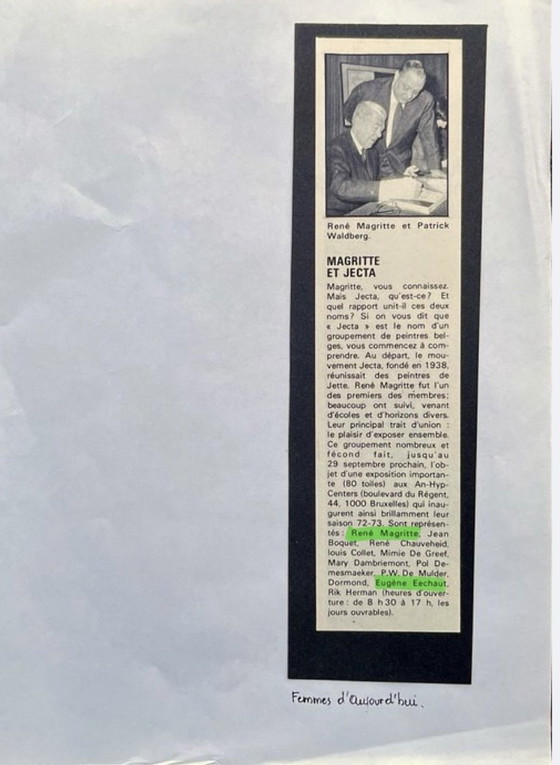 René Magritte et Patrick
Waldberg.
MAGRITTE
ET JECTA
Magritte, vous connaissez.
Mais Jecta, qu'est-ce? Et
quel rapport unit-il ces deux
noms? Si on vous dit que
« Jecta » est le nom d'un
groupement de peintres bel-
ges, vous commencez à com-
prendre. Au départ, le mou-
vement Jecta, fondé en 1938,
réunissait des peintres de
Jette. René Magritte fut l'un
des premiers des membres;
beaucoup ont suivi, venant
d'écoles et d'horizons divers.
Leur principal trait d'union :
le plaisir d'exposer ensemble.
Ce groupement nombreux et
fécond fait, jusqu'au
29 septembre prochain, l'ob-
jet d'une exposition importan-
te (80 toiles) aux An-Hyp-
Centers (boulevard du Régent,
44, 1000 Bruxelles) qui inau-
gurent ainsi brillamment leur
saison 72-73. Sont représen-
tés : René Magritte, Jean
Boquet, René Chauveheid,
louis Collet, Mimie De Greef,
Mary Dambriemont, Pol De-
mesmaeker, P.W. De Mulder,
Dormond, Eugène Eechaut,
Rik Herman (heures d'ouver-
ture : de 8 h 30 à 17 h, les
jours ouvrables).
Femmes d'Aujourd'hui.